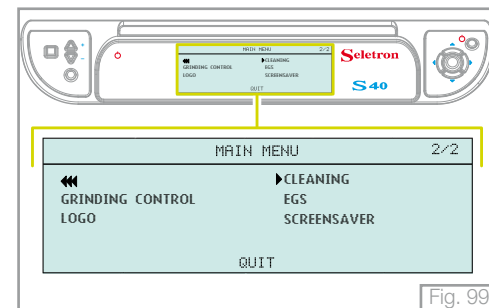 MAIN MENU 2/2
GRINDING CONTROL CLEANING
LOGO EGS
SCREENSAVER
QUIT
Seletron
S40
MAIN MENU 2/2
CLEANING
GRINDING CONTROL EGS
LOGO SCREENSAVER
QUIT
Fig. 99